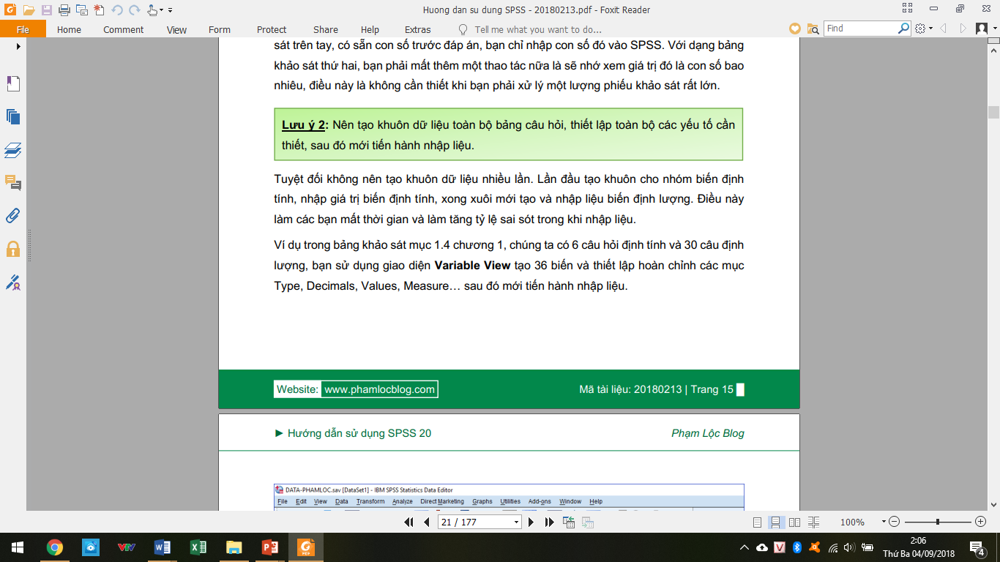 Huong dan su dung SPSS - 20180213.pdf - Foxit Reader
File Home Comment View Form Protect Share Help Extras Tell me what you want to do... Find
sát trên tay, có sẵn con số trước đáp án, bạn chỉ nhập con số đó vào SPSS. Với dạng bảng
khảo sát thứ hai, bạn phải mất thêm một thao tác nữa là sẽ nhớ xem giá trị đó là con số bao
nhiêu, điều này là không cần thiết khi bạn phải xử lý một lượng phiếu khảo sát rất lớn.
Lưu ý 2: Nên tạo khuôn dữ liệu toàn bộ bảng câu hỏi, thiết lập toàn bộ các yếu tố cần
thiết, sau đó mới tiến hành nhập liệu.
Tuyệt đối không nên tạo khuôn dữ liệu nhiều lần. Lần đầu tạo khuôn cho nhóm biến định
tính, nhập giá trị biến định tính, xong xuôi mới tạo và nhập liệu biến định lượng. Điều này
làm các bạn mất thời gian và làm tăng tỷ lệ sai sót trong khi nhập liệu.
Ví dụ trong bảng khảo sát mục 1.4 chương 1, chúng ta có 6 câu hỏi định tính và 30 câu định
lượng, bạn sử dụng giao diện Variable View tạo 36 biến và thiết lập hoàn chỉnh các mục
Type, Decimals, Values, Measure… sau đó mới tiến hành nhập liệu.
Website: www.phamlocblog.com Mã tài liệu: 20180213 | Trang 15
► Hướng dẫn sử dụng SPSS 20 Phạm Lộc Blog
DATA-PHAMLOC.sav [DataSet1] - IBM SPSS Statistics Data Editor
File Edit View Data Transform Analyze Direct Marketing Graphs Utilities Add-ons Window Help
21 / 177 100%
VTV
2:06
Thứ Ba 04/09/2018
4